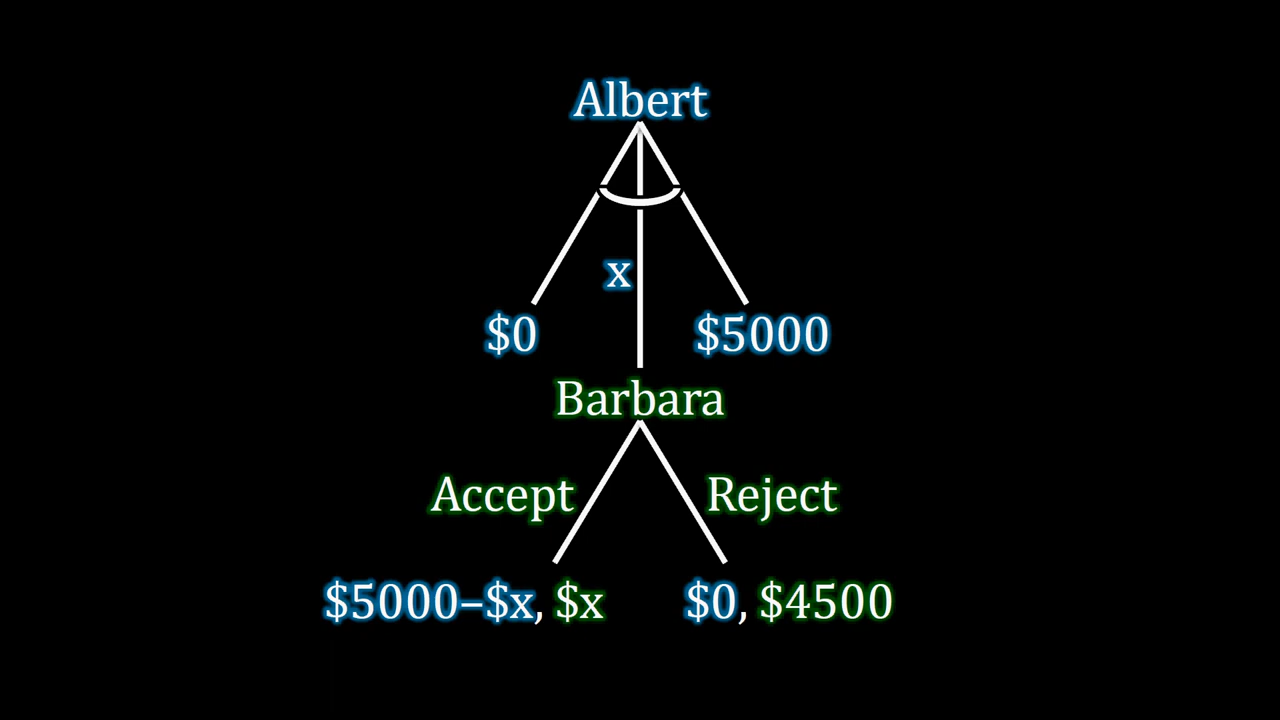 Albert
x
$0 $5000
Barbara
Accept Reject
$5000–$x, $x $0, $4500